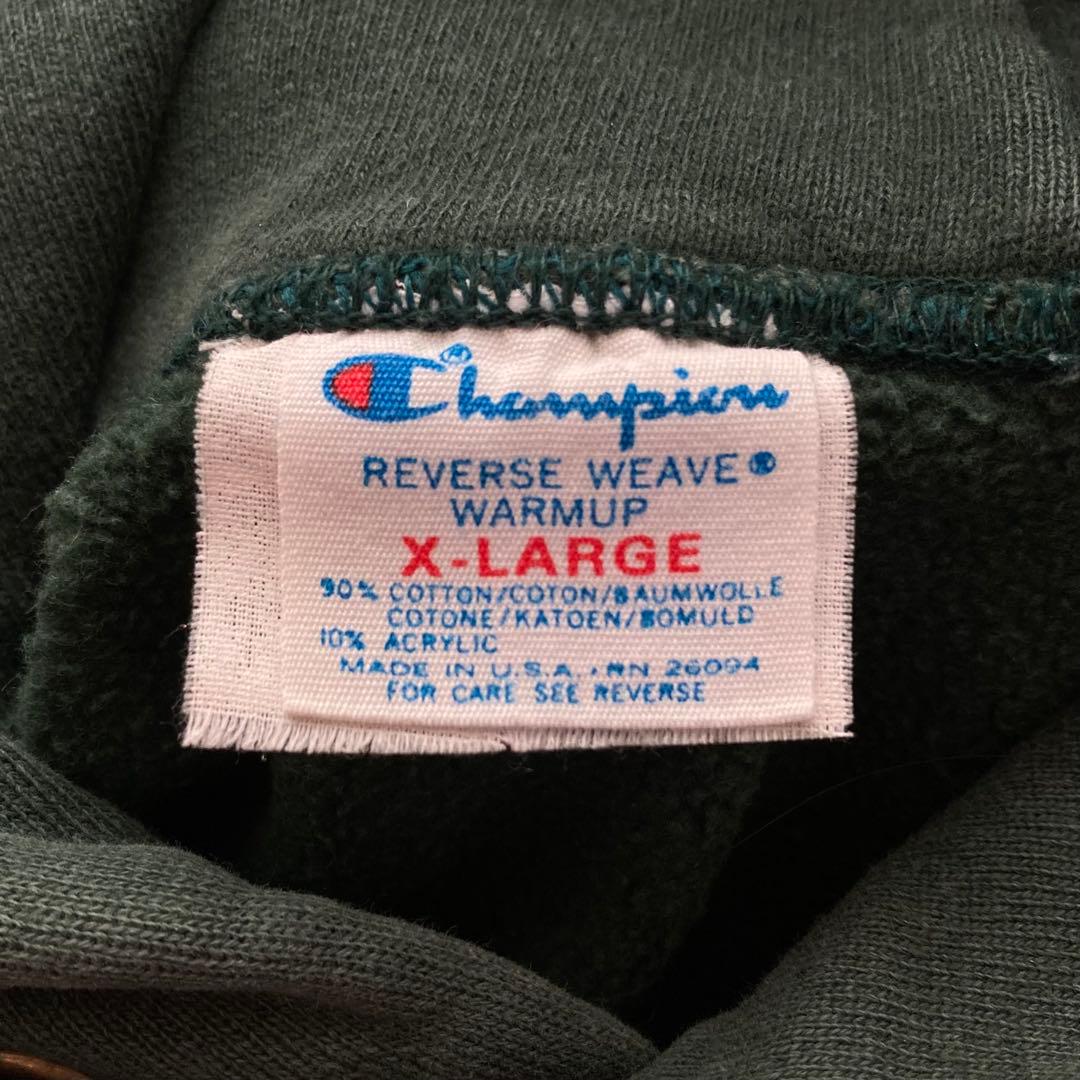 Champion®
REVERSE WEAVE®
WARMUP
X-LARGE
90% COTTON/COTON/BAUMWOLLE
COTONE/KATOEN/BOMULD
10% ACRYLIC
MADE IN U.S.A. • RN 26094
FOR CARE SEE REVERSE